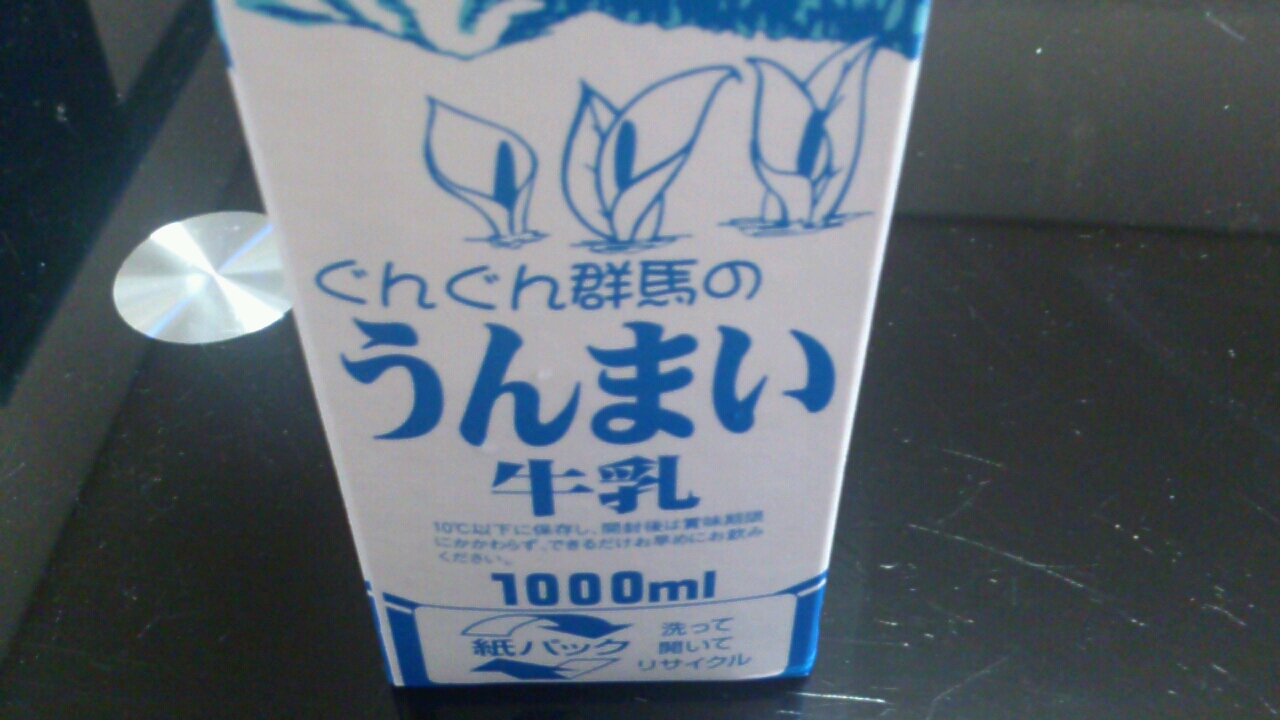 ぐんぐん群馬の
うんまい
牛乳
10℃以下に保存し、開封後は賞味期限
にかかわらず、できるだけお早めにお飲み
ください。
1000ml
紙パック
洗って
開いて
リサイクル